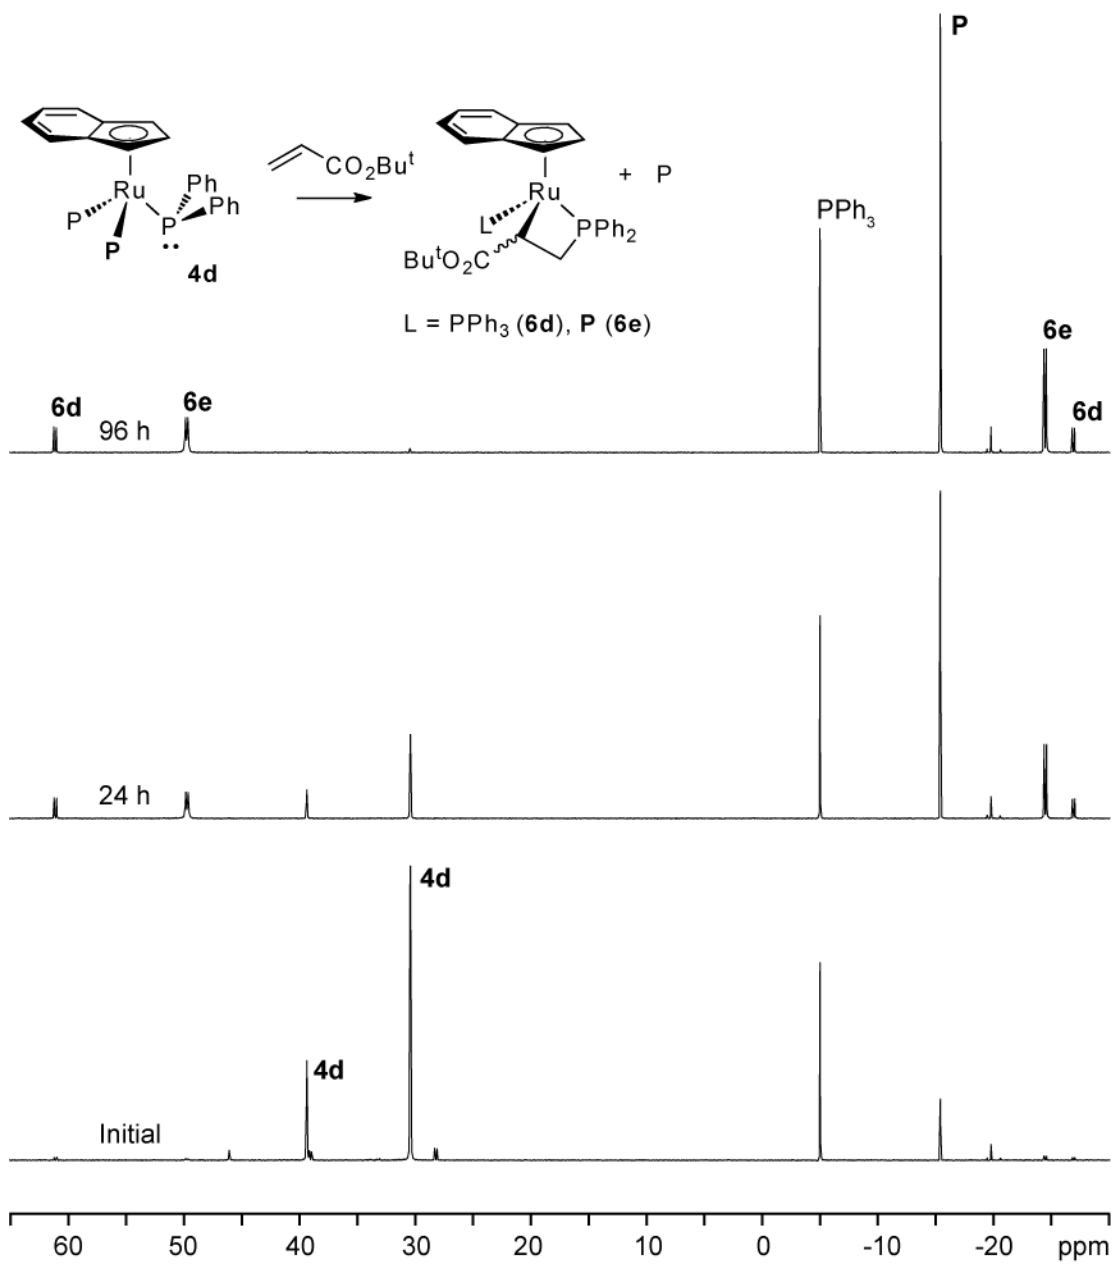 P
CO₂Buᵗ
Ru
Ph
Ph
P
P
P
••
4d
Ru
+ P
L
PPh₂
BuᵗO₂C
L = PPh₃ (6d), P (6e)
PPh₃
6d
6e
96 h
6e
6d
24 h
4d
4d
Initial
60 50 40 30 20 10 0 -10 -20 ppm